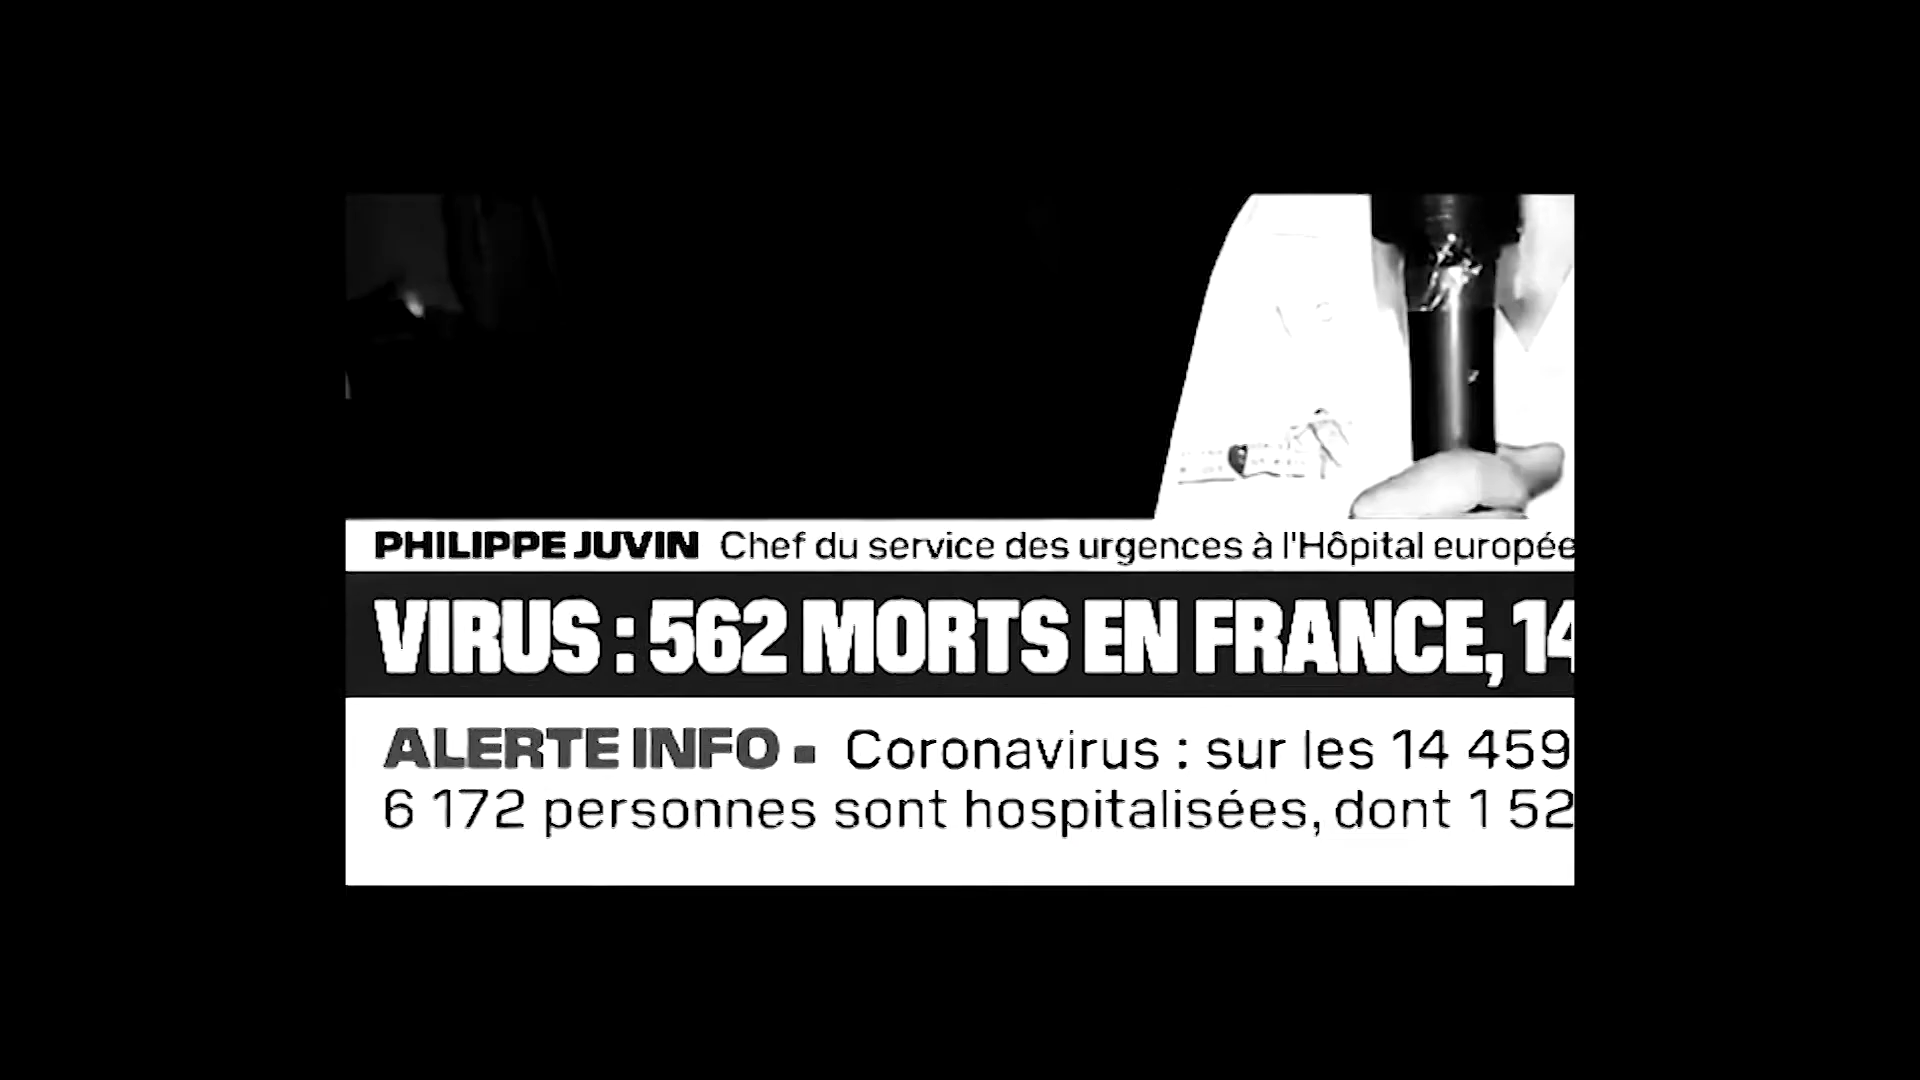 PHILIPPE JUVIN Chef du service des urgences à l'Hôpital europée
VIRUS : 562 MORTS EN FRANCE, 14
ALERTE INFO ▪ Coronavirus : sur les 14 459
6 172 personnes sont hospitalisées, dont 1 52